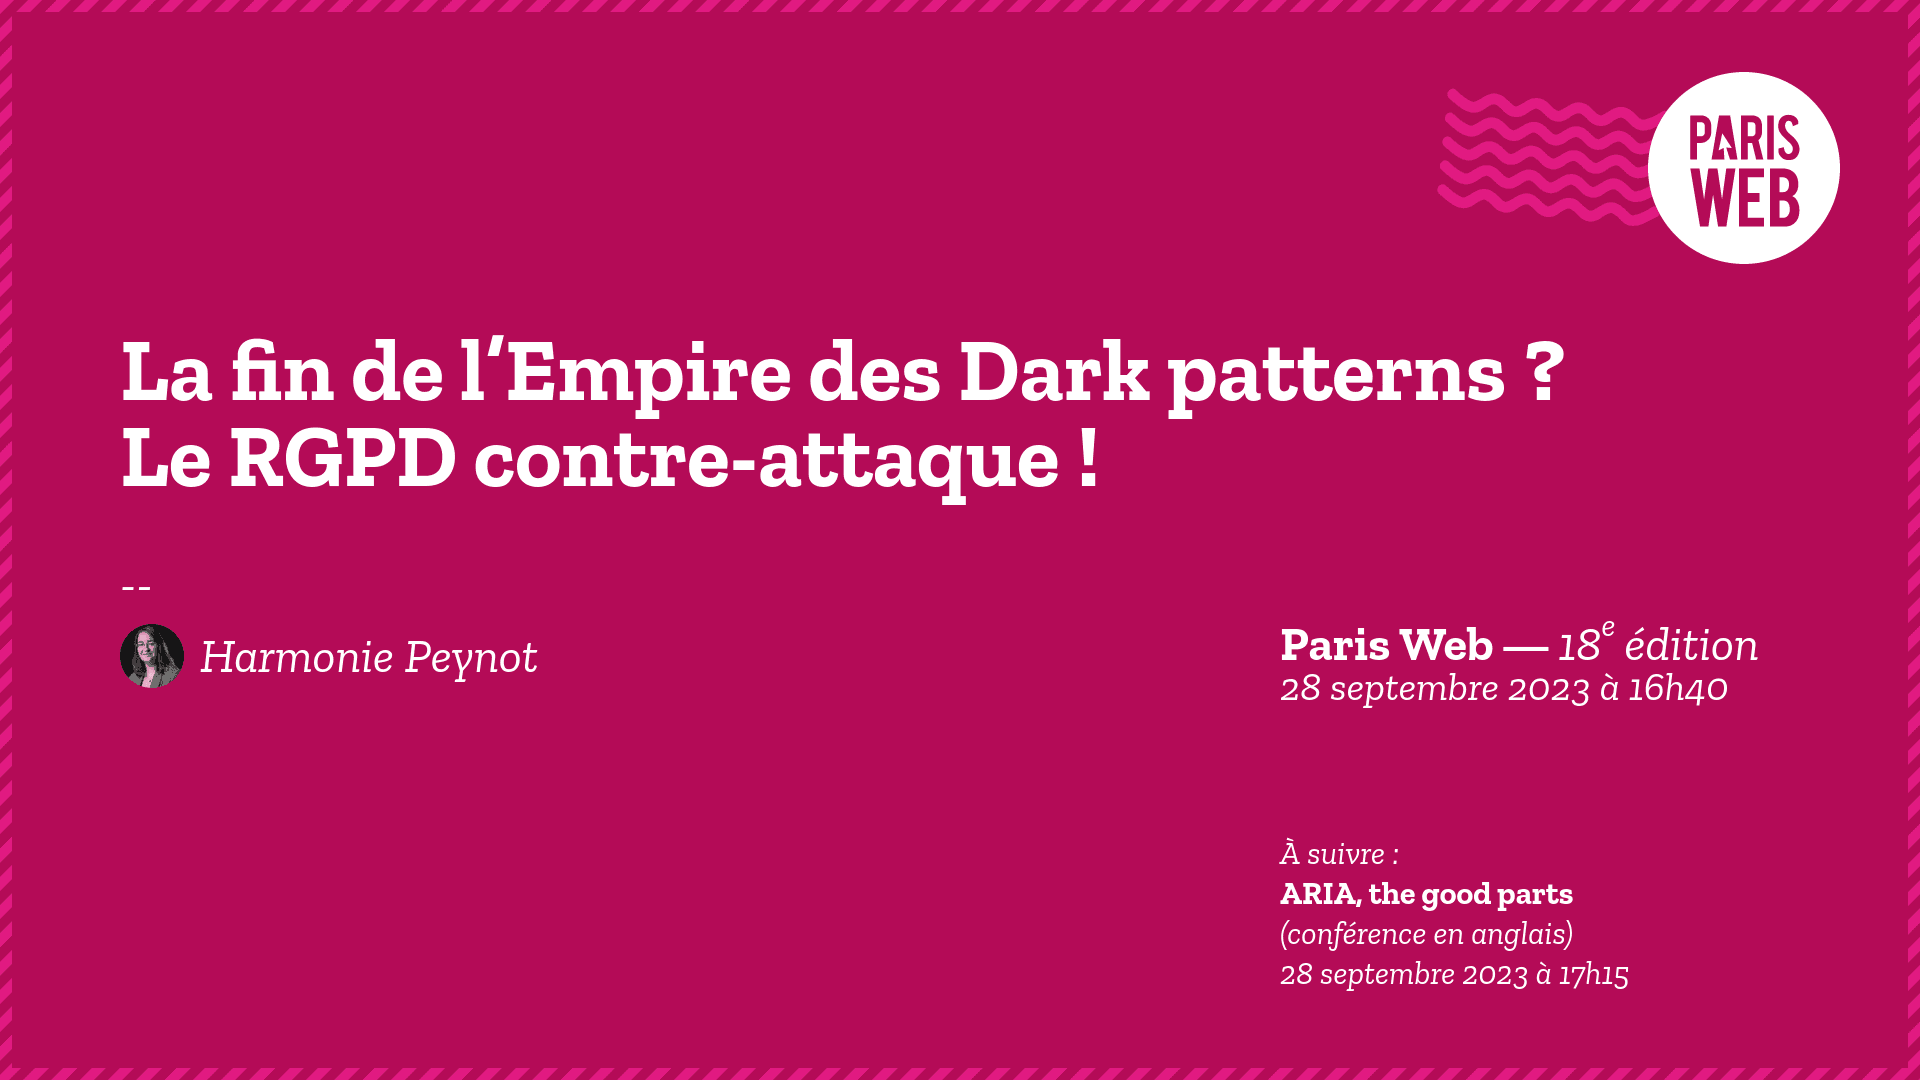 PARIS
WEB
La fin de l’Empire des Dark patterns ?
Le RGPD contre-attaque !
--
Harmonie Peynot
Paris Web — 18e édition
28 septembre 2023 à 16h40
À suivre :
ARIA, the good parts
(conférence en anglais)
28 septembre 2023 à 17h15